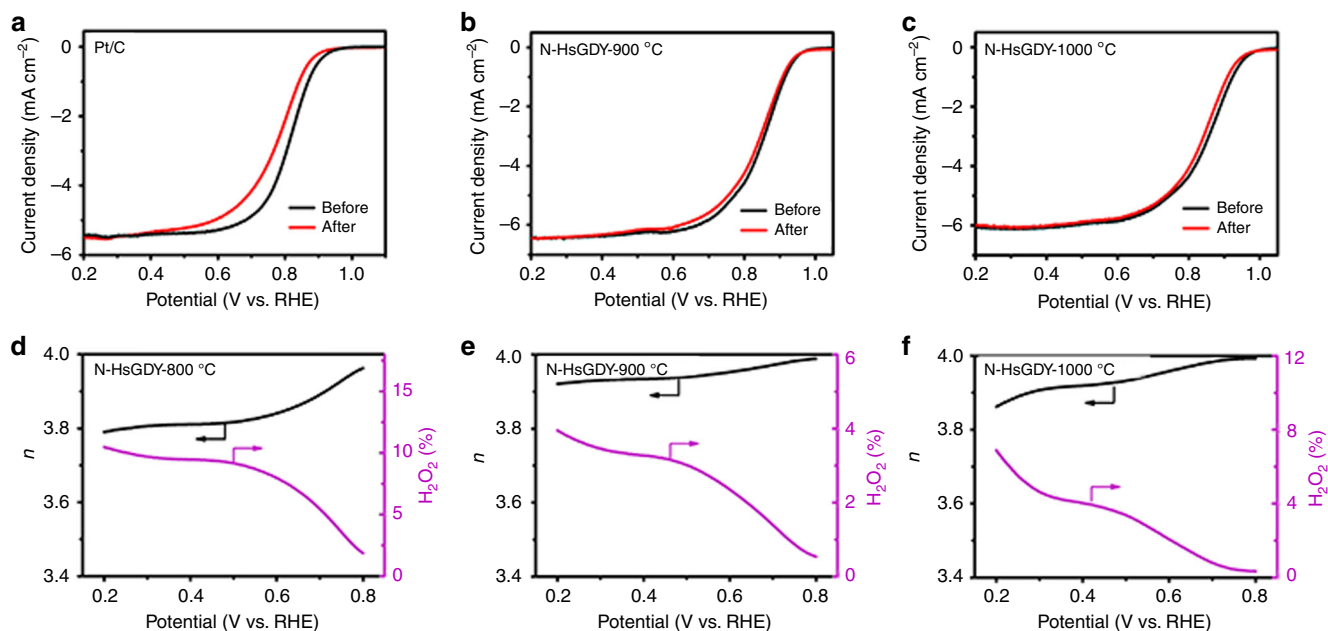 a
Pt/C
0
−2
−4
−6
Current density (mA cm⁻²)
Before
After
0.2 0.4 0.6 0.8 1.0
Potential (V vs. RHE)
b
N-HsGDY-900 °C
0
−2
−4
−6
Current density (mA cm⁻²)
Before
After
0.2 0.4 0.6 0.8 1.0
Potential (V vs. RHE)
c
N-HsGDY-1000 °C
0
−2
−4
−6
Current density (mA cm⁻²)
Before
After
0.2 0.4 0.6 0.8 1.0
Potential (V vs. RHE)
d
N-HsGDY-800 °C
4.0
3.8
3.6
3.4
n
15
10
5
0
H₂O₂ (%)
0.2 0.4 0.6 0.8
Potential (V vs. RHE)
e
N-HsGDY-900 °C
4.0
3.8
3.6
3.4
n
6
4
2
0
H₂O₂ (%)
0.2 0.4 0.6 0.8
Potential (V vs. RHE)
f
N-HsGDY-1000 °C
4.0
3.8
3.6
3.4
n
12
8
4
0
H₂O₂ (%)
0.2 0.4 0.6 0.8
Potential (V vs. RHE)